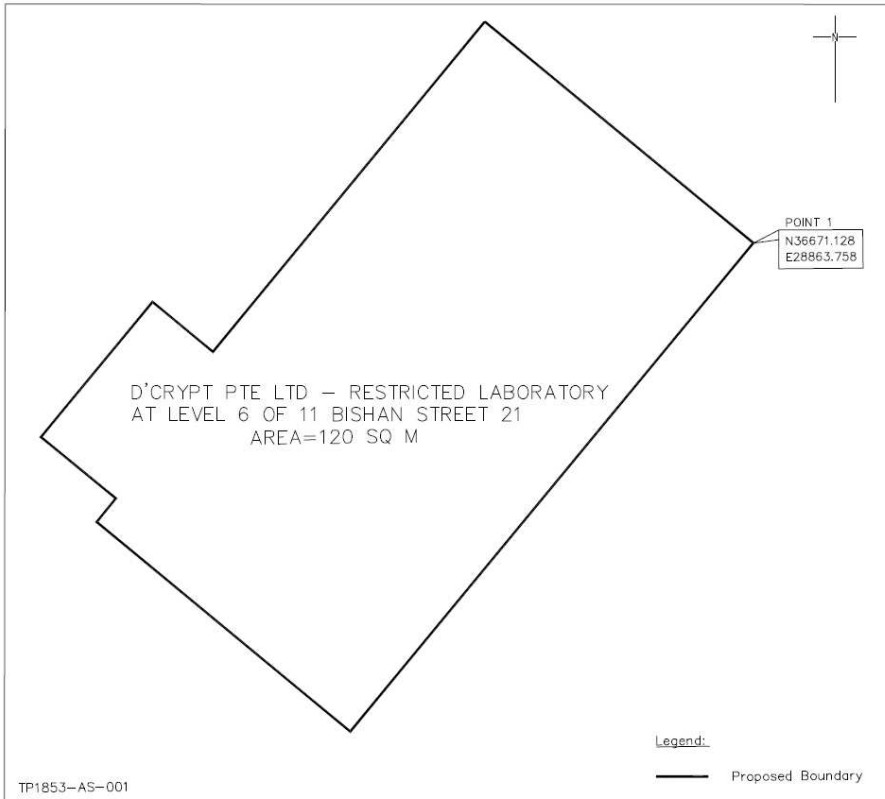 N
POINT 1
N36671.128
E28863.758
D'CRYPT PTE LTD – RESTRICTED LABORATORY
AT LEVEL 6 OF 11 BISHAN STREET 21
AREA=120 SQ M
Legend:
Proposed Boundary
TP1853–AS–001